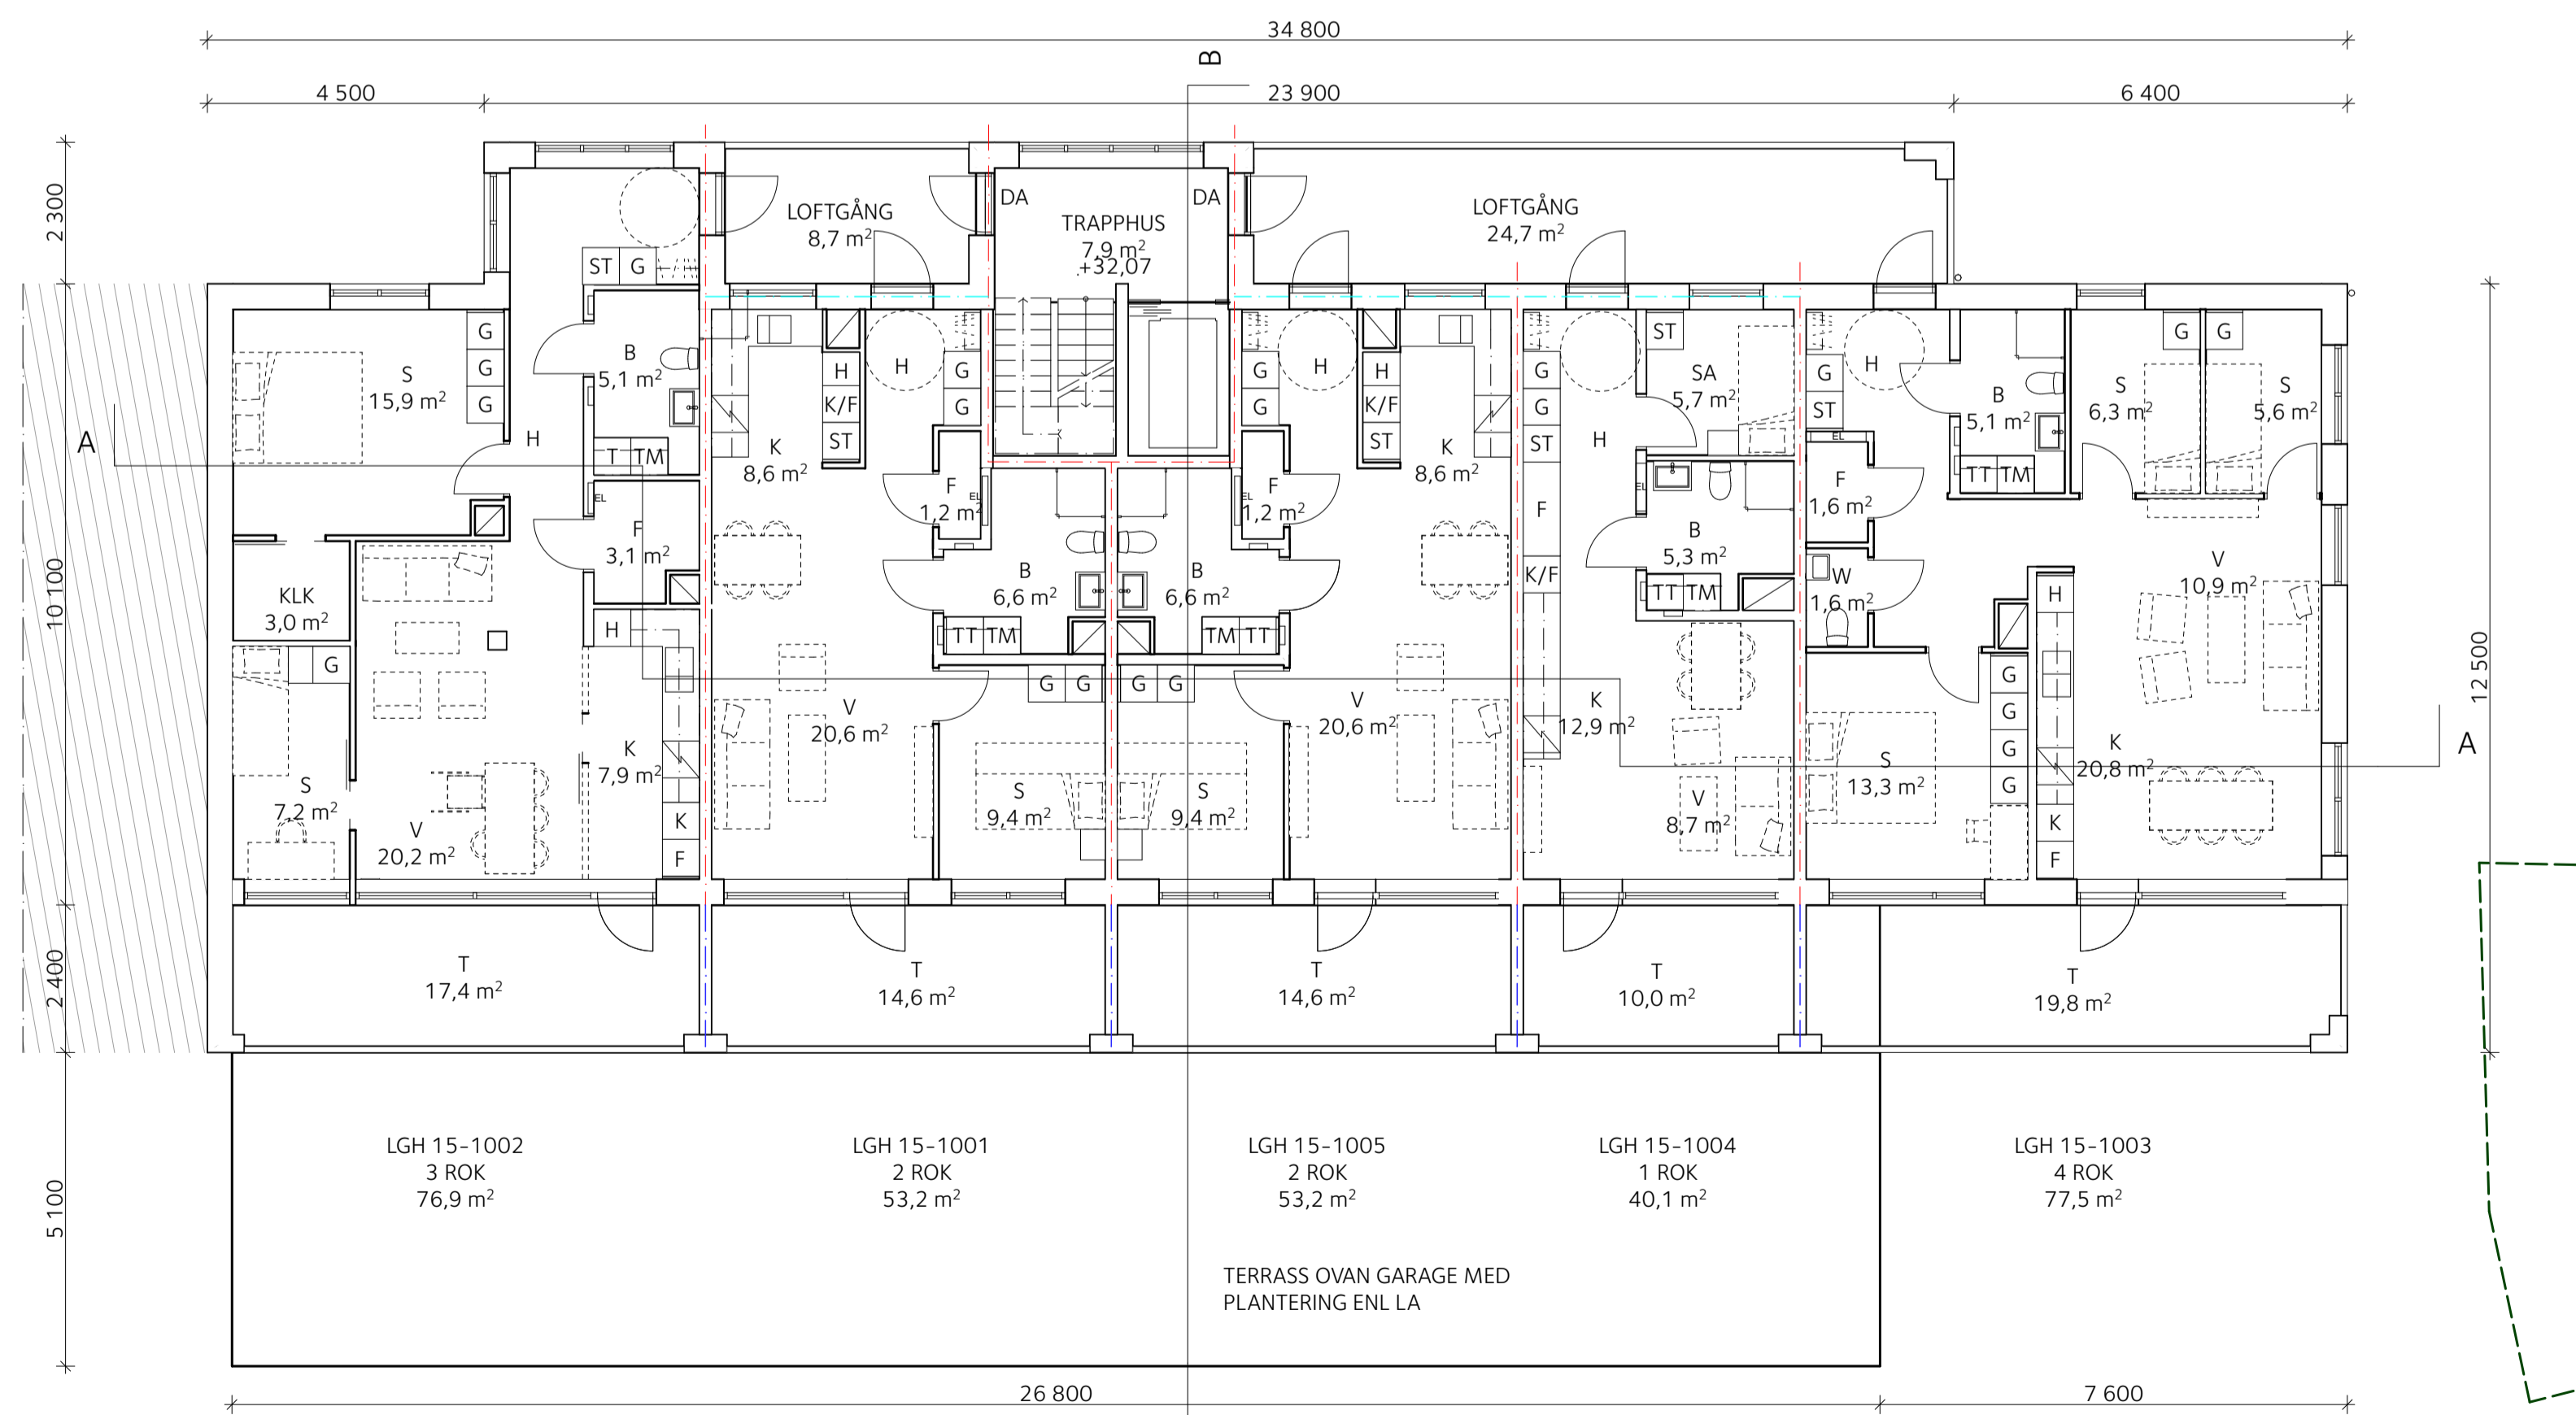 34 800
B
4 500
23 900
6 400
2 300
10 100
2 400
5 100
12 500
LOFTGÅNG
8,7 m²
DA
TRAPPHUS
7,9 m²
+32,07
DA
LOFTGÅNG
24,7 m²
ST G
S
15,9 m²
G
G
G
H
B
5,1 m²
T TM
EL
F
3,1 m²
KLK
3,0 m²
G
S
7,2 m²
V
20,2 m²
H
K
7,9 m²
K
F
K
8,6 m²
H
K/F
ST
H
G
G
F
1,2 m²
EL
B
6,6 m²
TT TM
V
20,6 m²
G G
S
9,4 m²
G
G
H
H
K/F
ST
K
8,6 m²
EL
F
1,2 m²
B
6,6 m²
TM TT
G G
V
20,6 m²
S
9,4 m²
G
G
ST
F
K/F
H
ST
SA
5,7 m²
EL
B
5,3 m²
TT TM
K
12,9 m²
V
8,7 m²
G
ST
EL
H
B
5,1 m²
TT TM
F
1,6 m²
W
1,6 m²
G G
S
6,3 m²
S
5,6 m²
V
10,9 m²
H
G
G
G
G
S
13,3 m²
K
20,8 m²
K
F
A
A
T
17,4 m²
T
14,6 m²
T
14,6 m²
T
10,0 m²
T
19,8 m²
LGH 15-1002
3 ROK
76,9 m²
LGH 15-1001
2 ROK
53,2 m²
LGH 15-1005
2 ROK
53,2 m²
LGH 15-1004
1 ROK
40,1 m²
LGH 15-1003
4 ROK
77,5 m²
TERRASS OVAN GARAGE MED
PLANTERING ENL LA
26 800
7 600